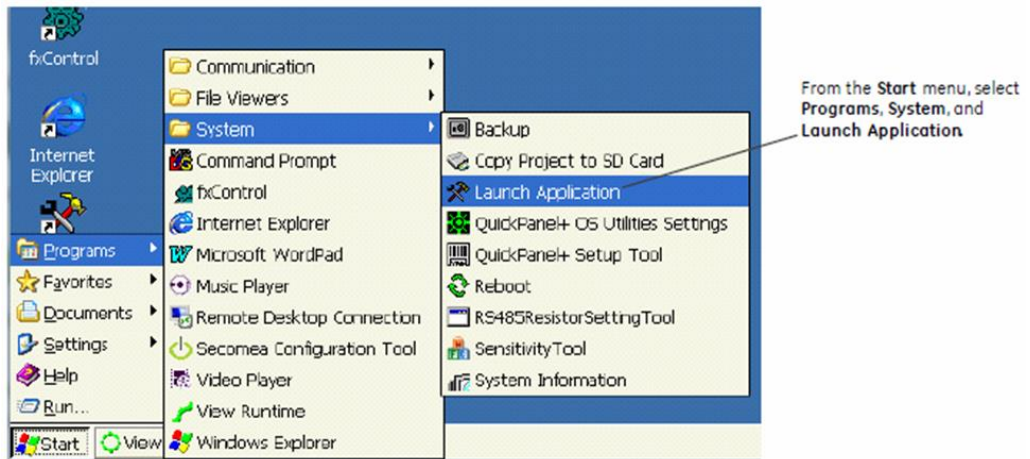 fxControl
Internet
Explorer
Programs
Favorites
Documents
Settings
Help
Run...
Start
View
Communication
File Viewers
System
Command Prompt
fxControl
Internet Explorer
Microsoft WordPad
Music Player
Remote Desktop Connection
Secomea Configuration Tool
Video Player
View Runtime
Windows Explorer
Backup
Copy Project to SD Card
Launch Application
QuickPanel+ OS Utilities Settings
QuickPanel+ Setup Tool
Reboot
RS485ResistorSettingTool
SensitivityTool
System Information
From the Start menu, select
Programs, System, and
Launch Application.